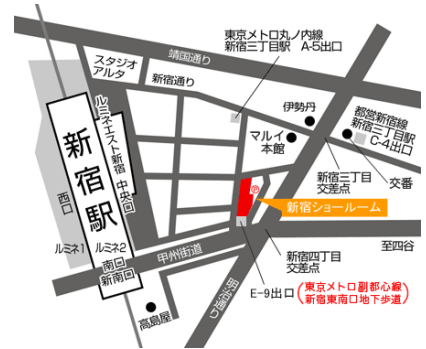 東京メトロ丸ノ内線
新宿三丁目駅 A-5出口
靖国通り
スタジオ
アルタ
新宿通り
伊勢丹
都営新宿線
新宿三丁目駅
C-4出口
マルイ
本館
ルミネエスト新宿
中央口
新宿駅
西口
新宿三丁目
交差点
交番
P
新宿ショールーム
ルミネ1
ルミネ2
南口
新南口
甲州街道
新宿四丁目
交差点
至四谷
E-9出口
(東京メトロ副都心線
新宿東南口地下歩道)
明治通り
高島屋